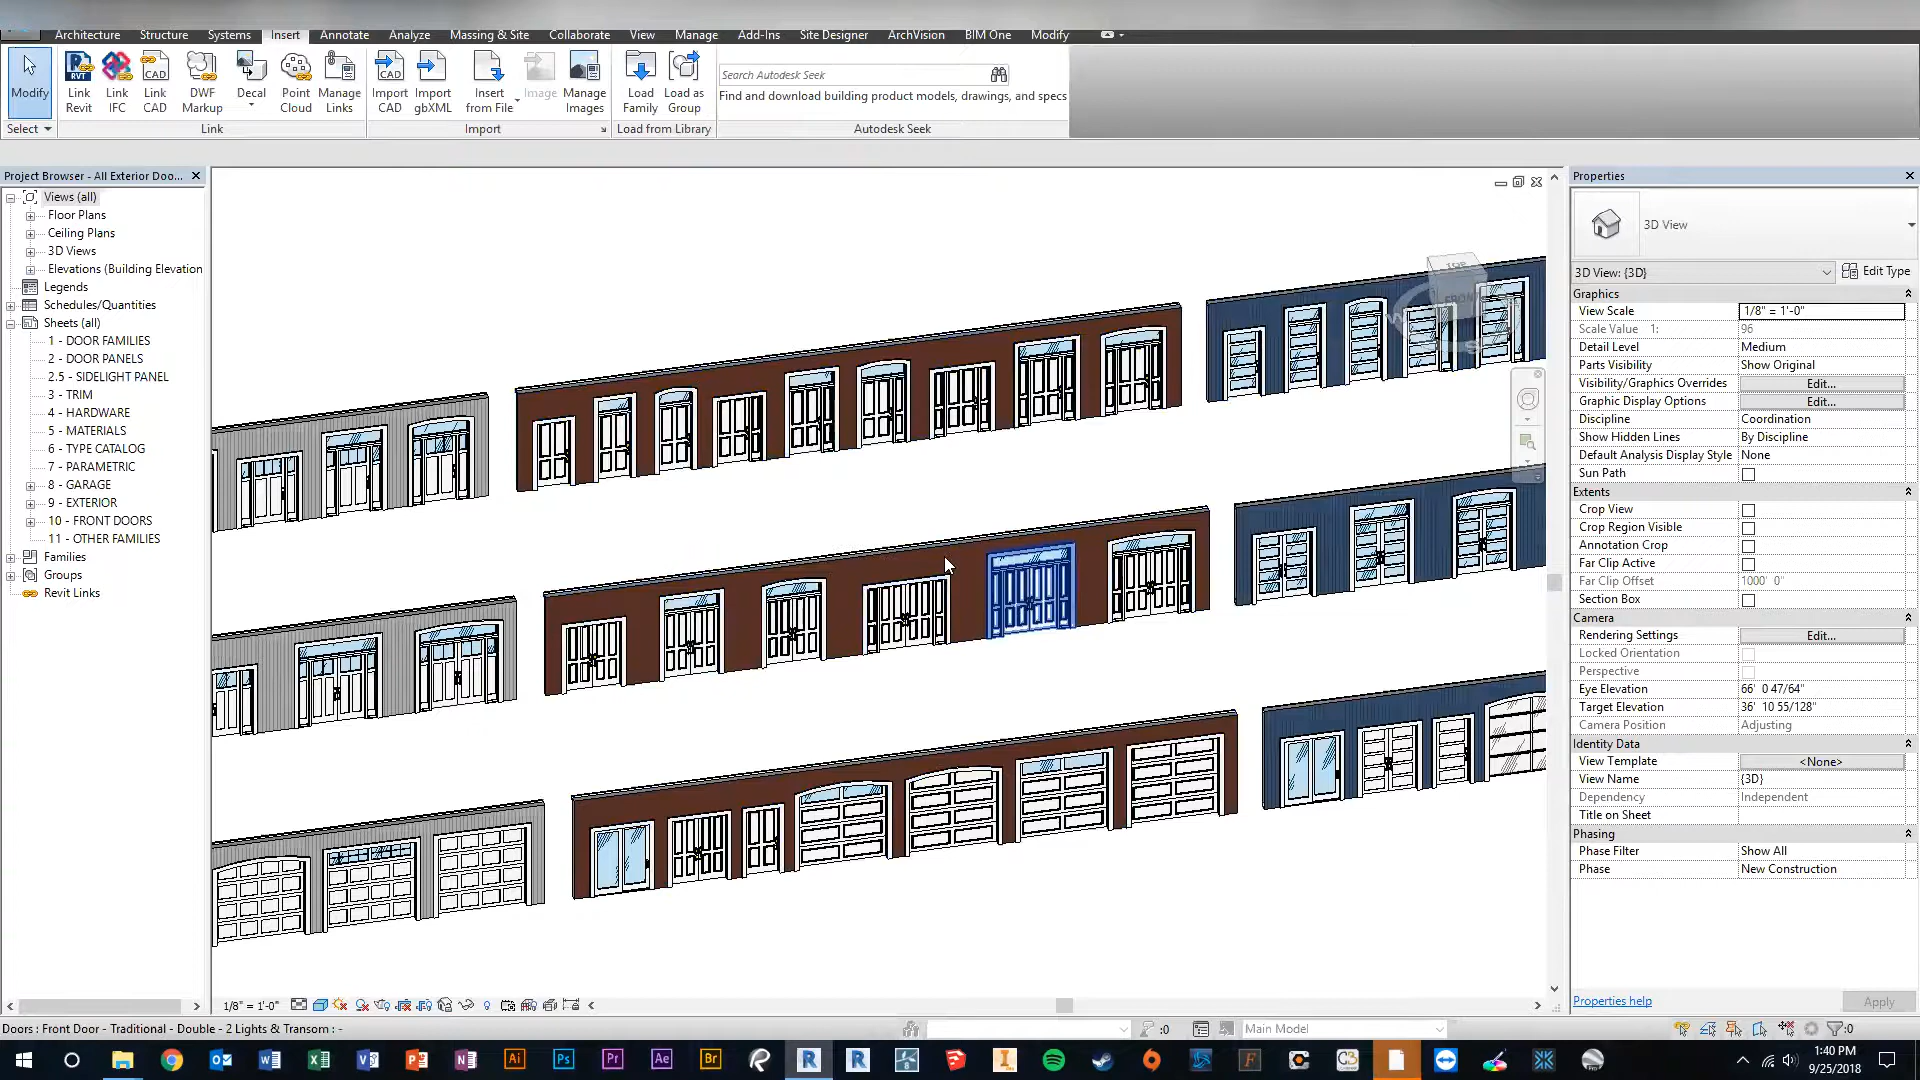 Architecture Structure Systems Insert Annotate Analyze Massing & Site Collaborate View Manage Add-Ins Site Designer ArchVision BIM One Modify
Modify
Link Revit
Link IFC
Link CAD
DWF Markup
Decal
Point Cloud
Manage Links
Import CAD
Import gbXML
Insert from File
Image
Manage Images
Load Family
Load as Group
Search Autodesk Seek
Find and download building product models, drawings, and specs
Select Link Import Load from Library Autodesk Seek
Project Browser - All Exterior Doo...
Views (all)
Floor Plans
Ceiling Plans
3D Views
Elevations (Building Elevation
Legends
Schedules/Quantities
Sheets (all)
1 - DOOR FAMILIES
2 - DOOR PANELS
2.5 - SIDELIGHT PANEL
3 - TRIM
4 - HARDWARE
5 - MATERIALS
6 - TYPE CATALOG
7 - PARAMETRIC
8 - GARAGE
9 - EXTERIOR
10 - FRONT DOORS
11 - OTHER FAMILIES
Families
Groups
Revit Links
TOP
FRONT
W
S
Properties
3D View
3D View: {3D} Edit Type
Graphics
View Scale 1/8" = 1'-0"
Scale Value 1: 96
Detail Level Medium
Parts Visibility Show Original
Visibility/Graphics Overrides Edit...
Graphic Display Options Edit...
Discipline Coordination
Show Hidden Lines By Discipline
Default Analysis Display Style None
Sun Path
Extents
Crop View
Crop Region Visible
Annotation Crop
Far Clip Active
Far Clip Offset 1000' 0"
Section Box
Camera
Rendering Settings Edit...
Locked Orientation
Perspective
Eye Elevation 66' 0 47/64"
Target Elevation 36' 10 55/128"
Camera Position Adjusting
Identity Data
View Template <None>
View Name {3D}
Dependency Independent
Title on Sheet
Phasing
Phase Filter Show All
Phase New Construction
Properties help Apply
1/8" = 1'-0"
Doors : Front Door - Traditional - Double - 2 Lights & Transom : - :0 Main Model :0
1:40 PM
9/25/2018